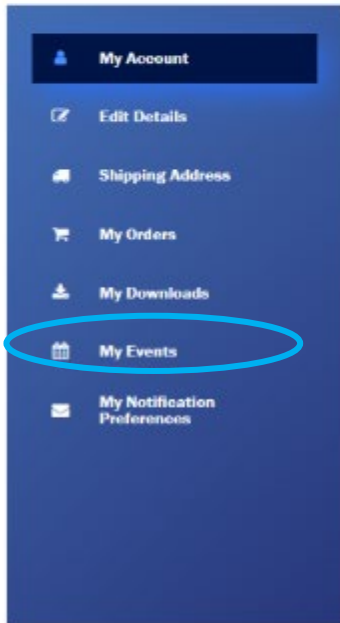 My Account
Edit Details
Shipping Address
My Orders
My Downloads
My Events
My Notification
Preferences